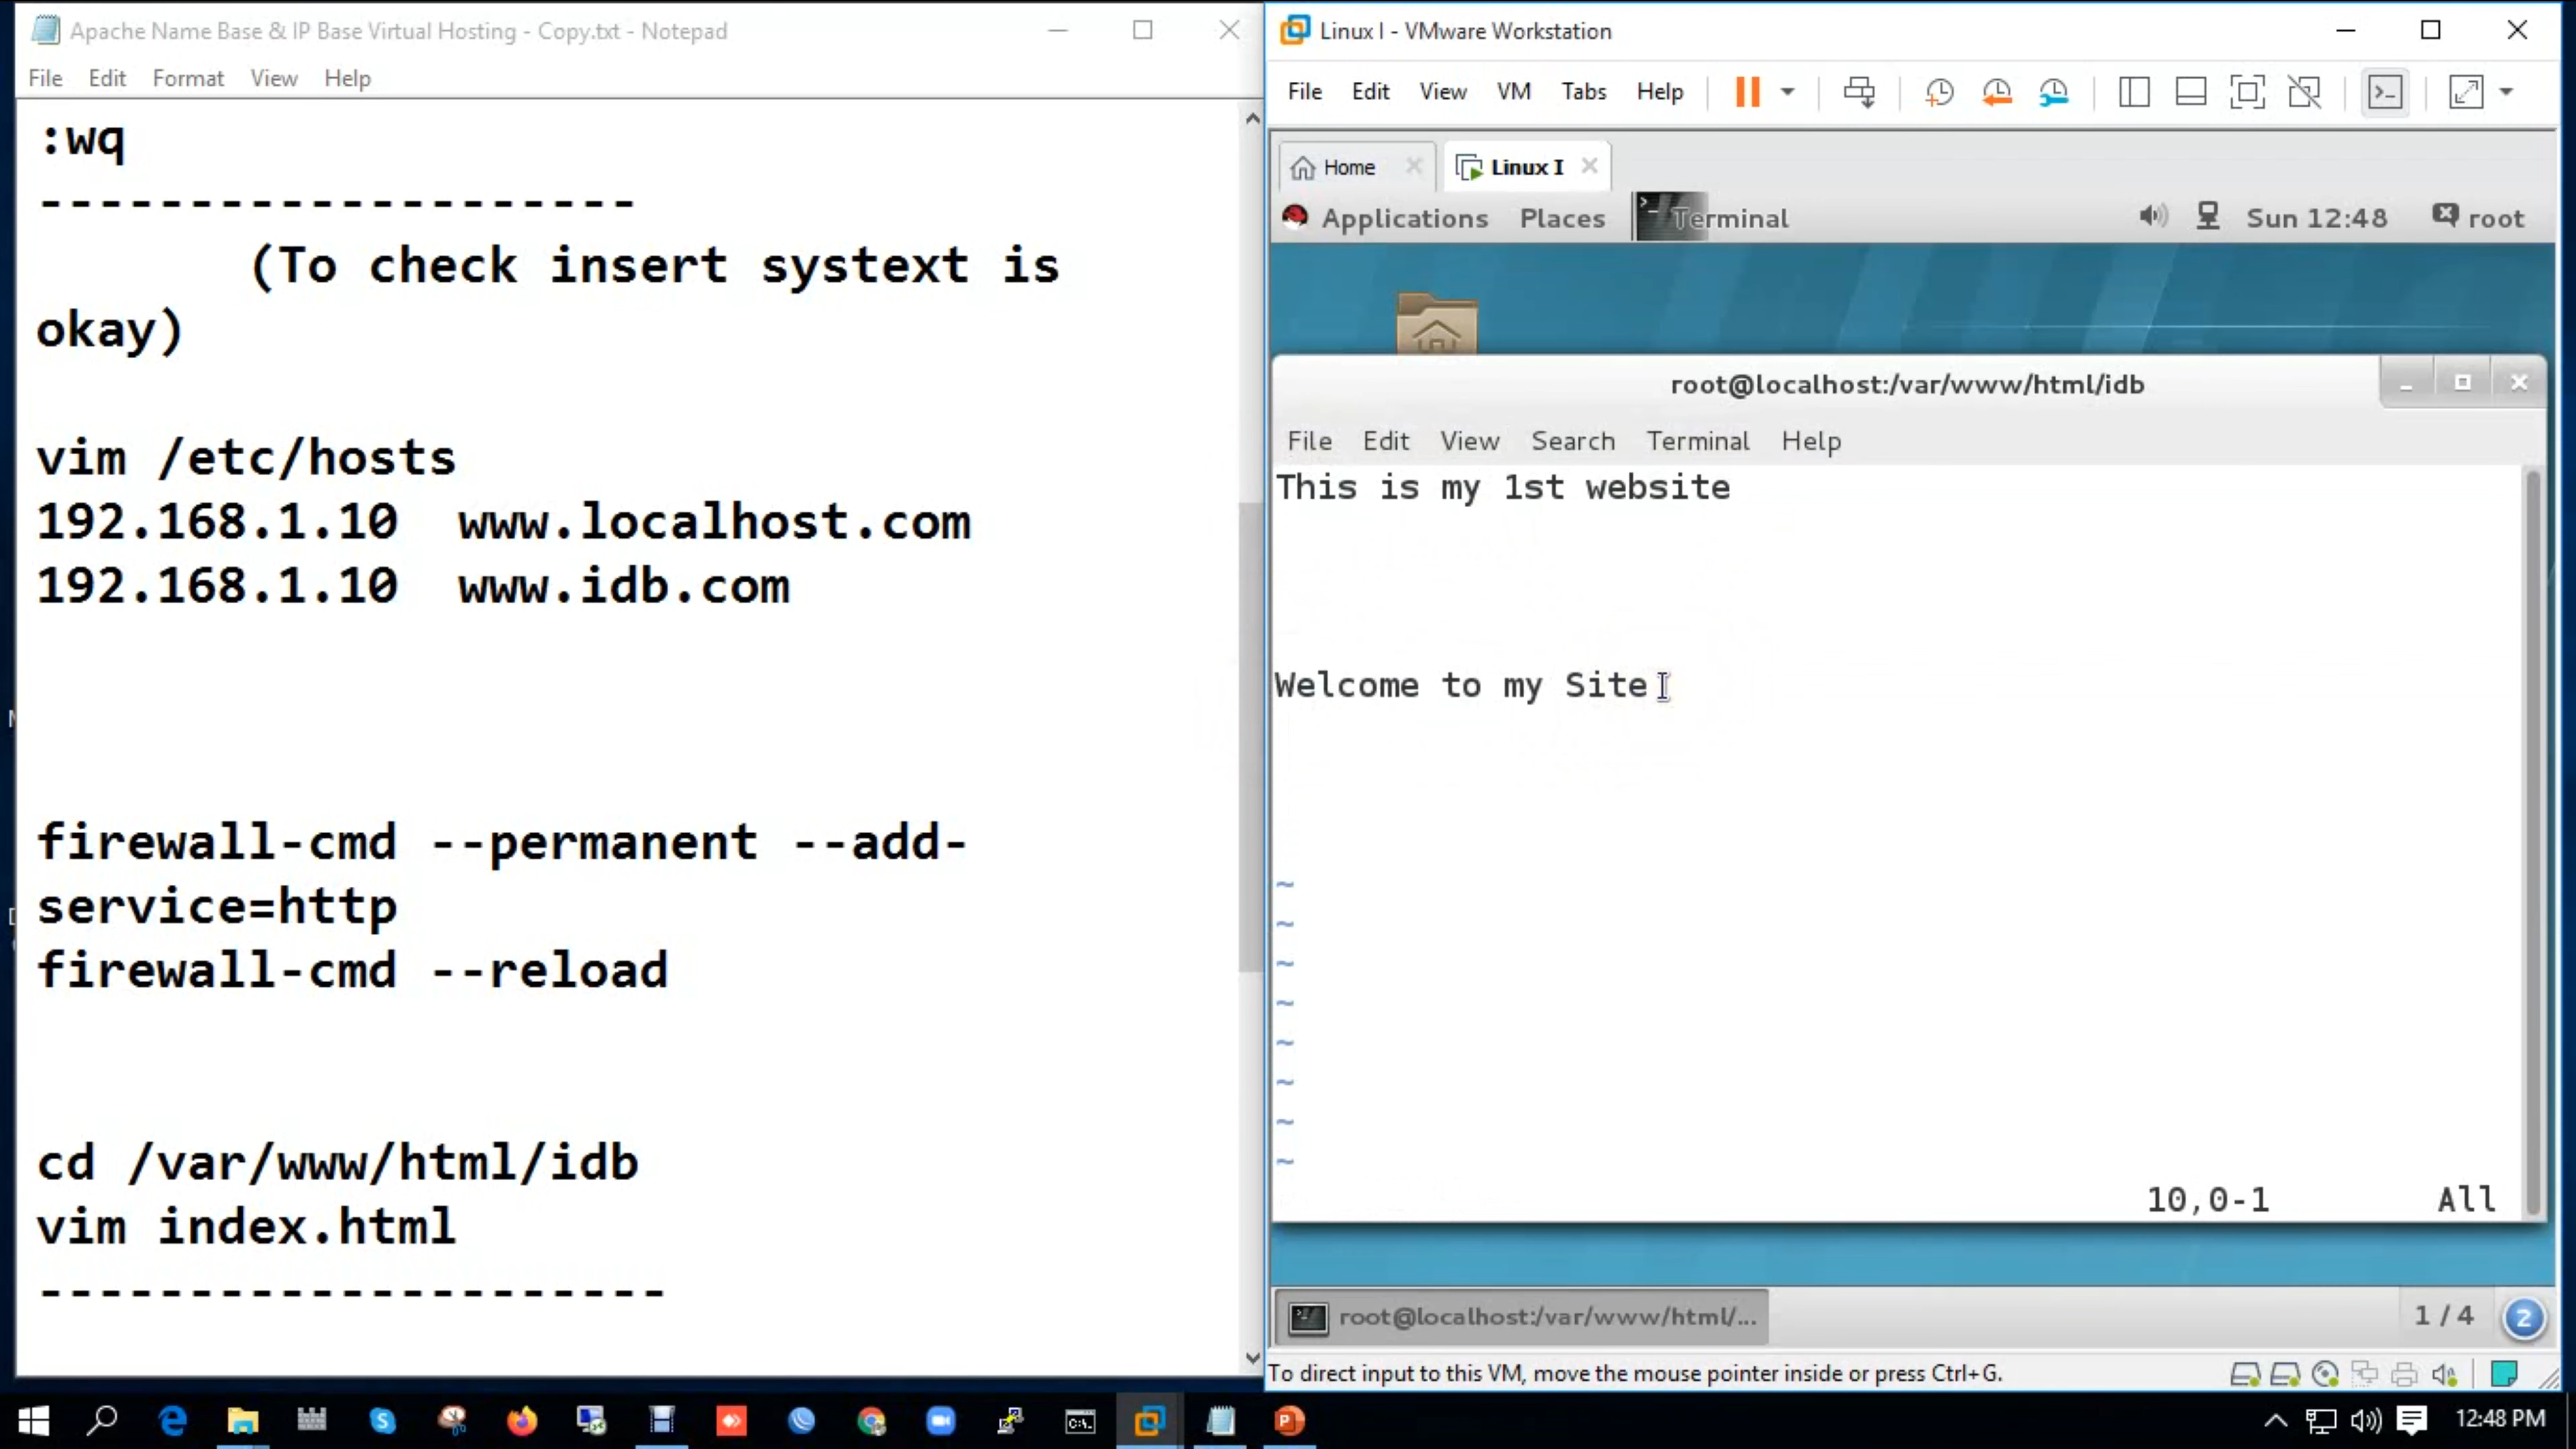 Apache Name Base & IP Base Virtual Hosting - Copy.txt - Notepad
File Edit Format View Help
:wq
--------------------
(To check insert systext is
okay)
vim /etc/hosts
192.168.1.10 www.localhost.com
192.168.1.10 www.idb.com
firewall-cmd --permanent --add-
service=http
firewall-cmd --reload
cd /var/www/html/idb
vim index.html
---------------------
Linux I - VMware Workstation
File Edit View VM Tabs Help
Home
Linux I
Applications Places Terminal
Sun 12:48 root
root@localhost:/var/www/html/idb
File Edit View Search Terminal Help
This is my 1st website
Welcome to my Site
~
~
~
~
~
~
~
~
10,0-1 All
root@localhost:/var/www/html/...
1 / 4
2
To direct input to this VM, move the mouse pointer inside or press Ctrl+G.
12:48 PM